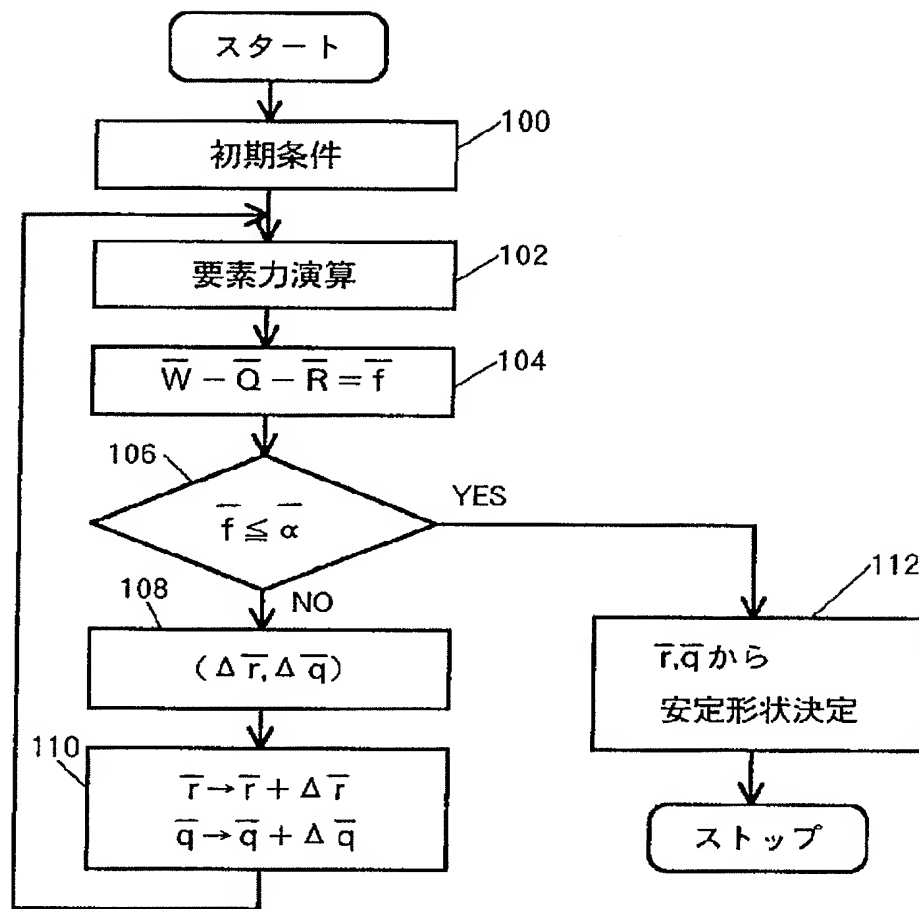 スタート
100
初期条件
102
要素力演算
104
W̅ − Q̅ − R̅ = f̅
106
f̅ ≦ α̅
YES
NO
108
(Δr̅, Δq̅)
110
r̅ → r̅ + Δr̅
q̅ → q̅ + Δq̅
112
r̅,q̅から
安定形状決定
ストップ